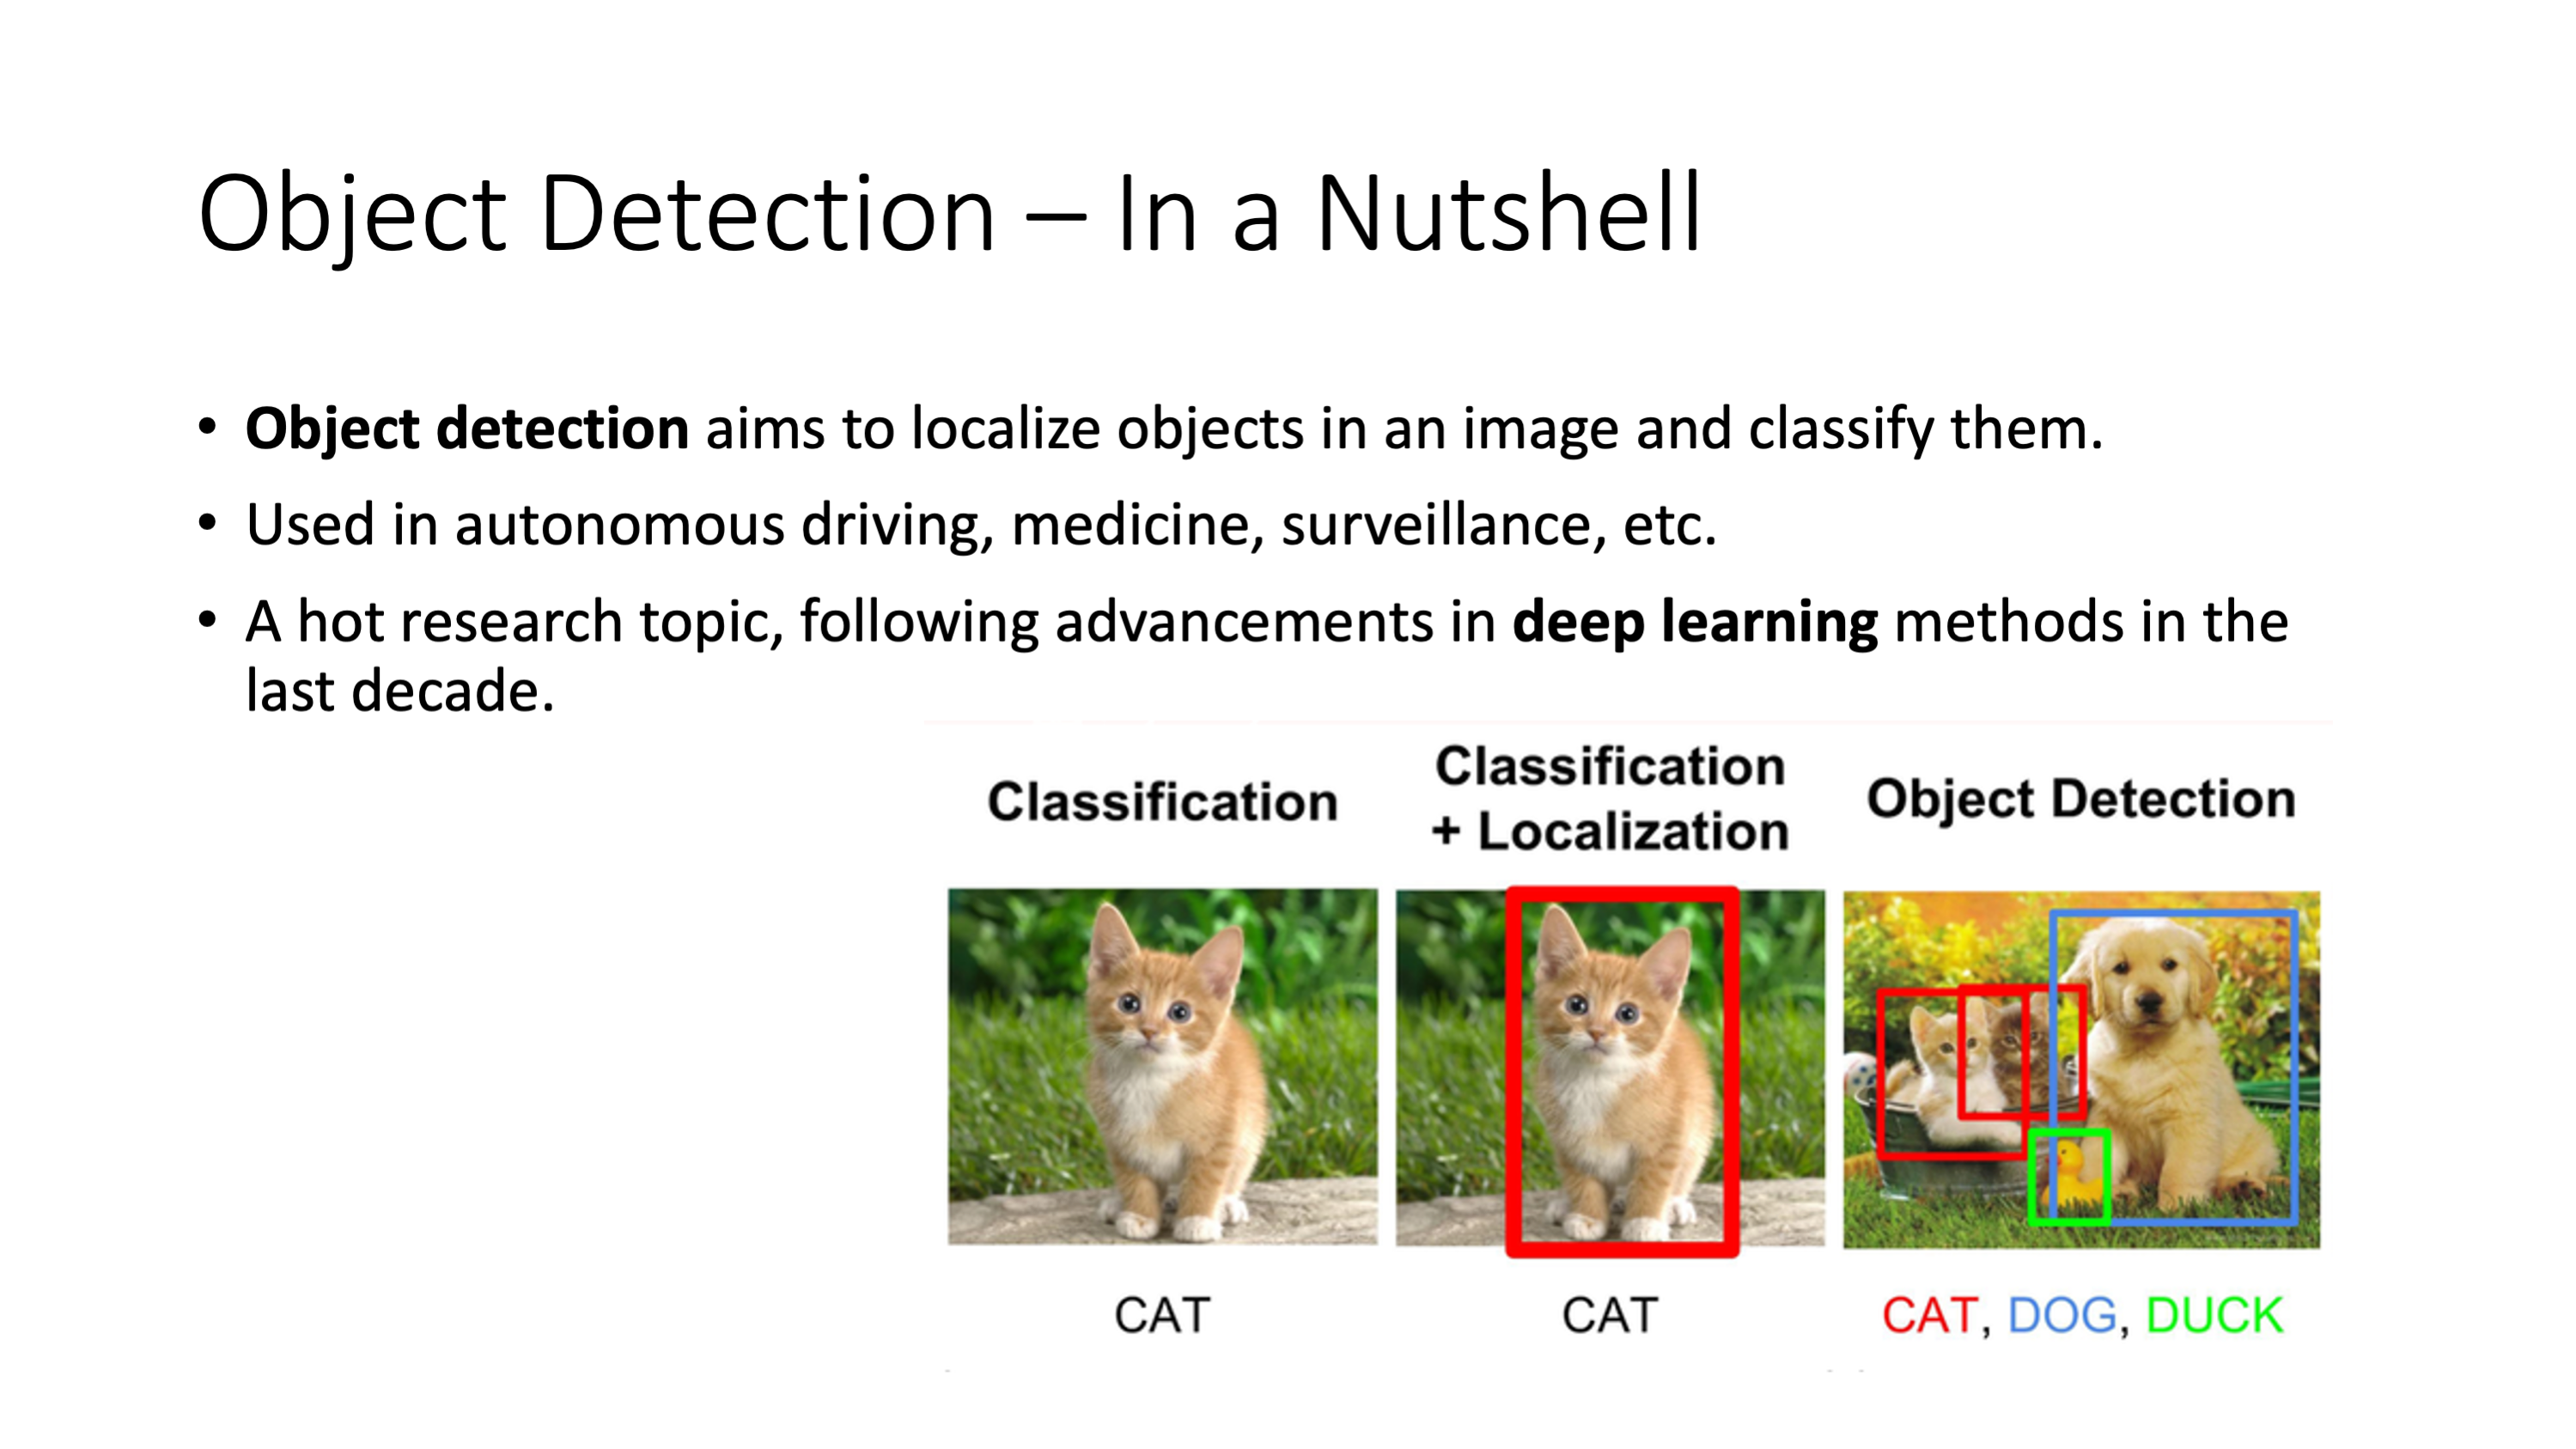 Object Detection – In a Nutshell
• Object detection aims to localize objects in an image and classify them.
• Used in autonomous driving, medicine, surveillance, etc.
• A hot research topic, following advancements in deep learning methods in the
last decade.
Classification
Classification
+ Localization
Object Detection
CAT
CAT
CAT, DOG, DUCK